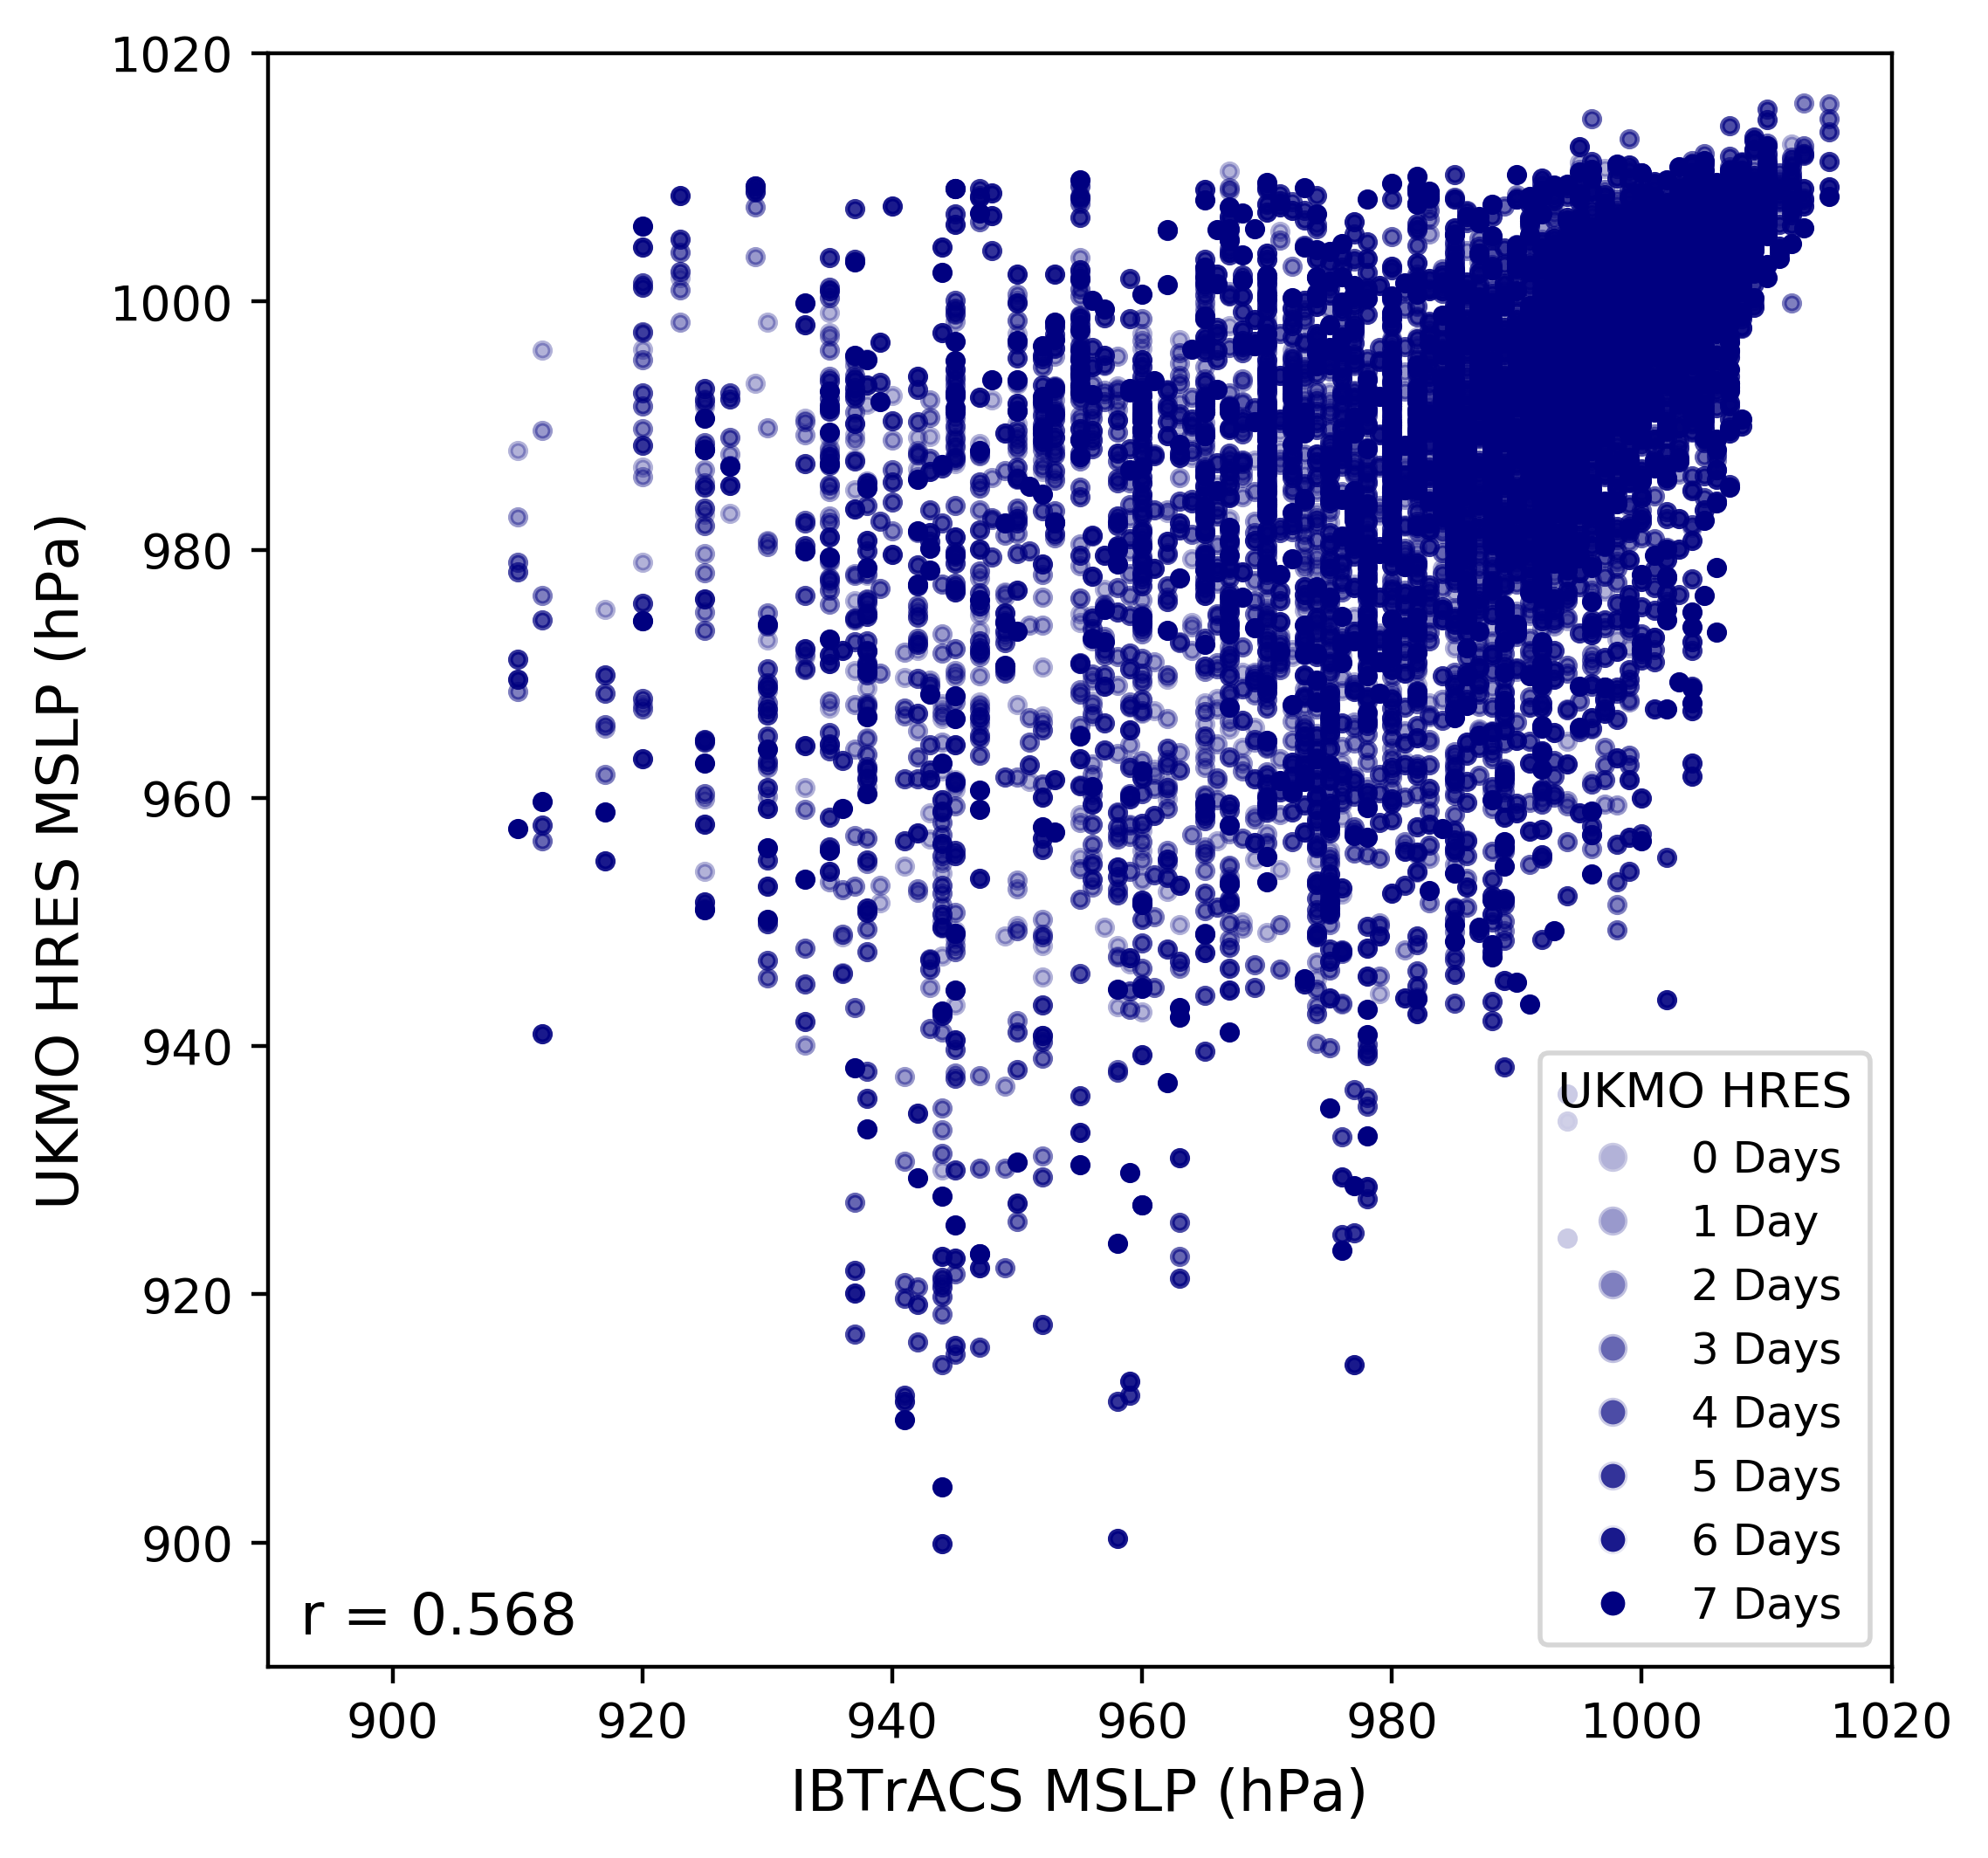 1020
1000
980
960
940
920
900
UKMO HRES MSLP (hPa)
r = 0.568
UKMO HRES
0 Days
1 Day
2 Days
3 Days
4 Days
5 Days
6 Days
7 Days
900 920 940 960 980 1000 1020
IBTrACS MSLP (hPa)